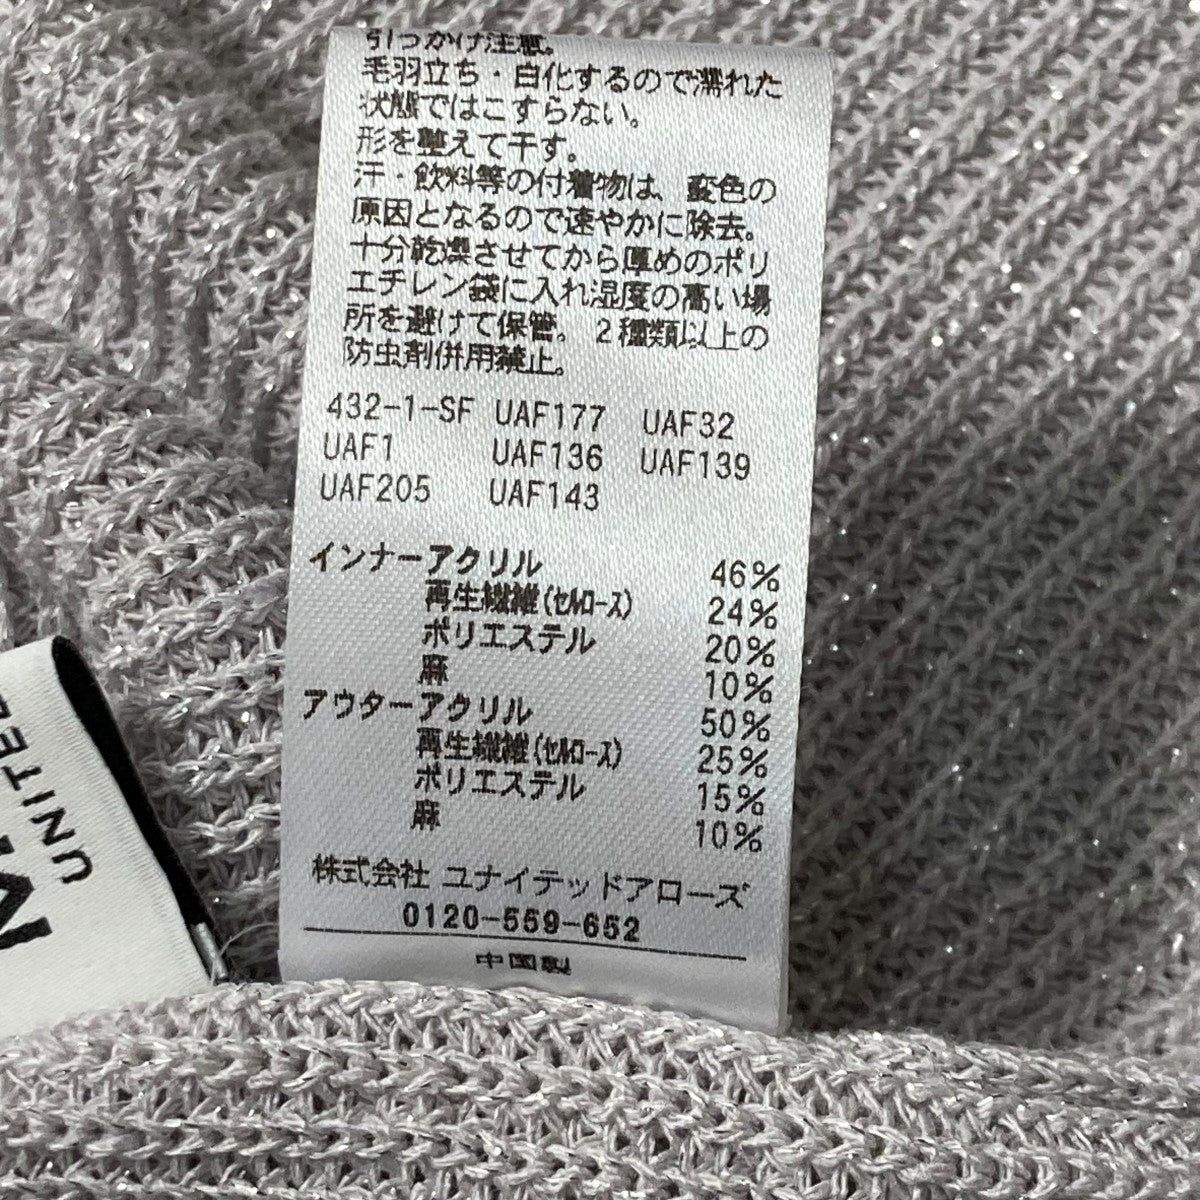 引っかけ注意。
毛羽立ち・白化するので濡れた
状態ではこすらない。
形を整えて干す。
汗・飲料等の付着物は、変色の
原因となるので速やかに除去。
十分乾燥させてから厚めのポリ
エチレン袋に入れ湿度の高い場
所を避けて保管。2種類以上の
防虫剤併用禁止。
432-1-SF UAF177 UAF32
UAF1 UAF136 UAF139
UAF205 UAF143
インナーアクリル 46%
再生繊維(セルロース) 24%
ポリエステル 20%
麻 10%
アウターアクリル 50%
再生繊維(セルロース) 25%
ポリエステル 15%
麻 10%
株式会社 ユナイテッドアローズ
0120-559-652
中国製